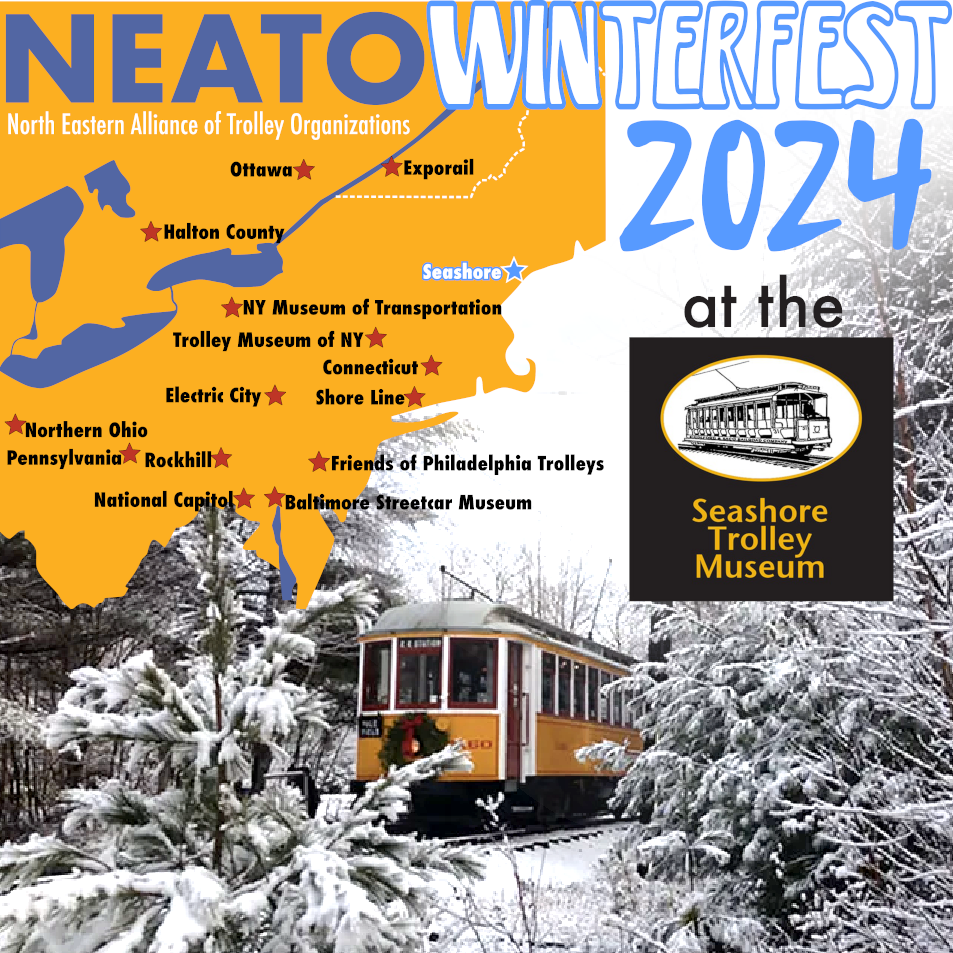 NEATO WINTERFEST
North Eastern Alliance of Trolley Organizations
2024
at the
Ottawa
Exporail
Halton County
Seashore
NY Museum of Transportation
Trolley Museum of NY
Connecticut
Electric City
Shore Line
Northern Ohio
Pennsylvania
Rockhill
Friends of Philadelphia Trolleys
National Capitol
Baltimore Streetcar Museum
Seashore
Trolley
Museum